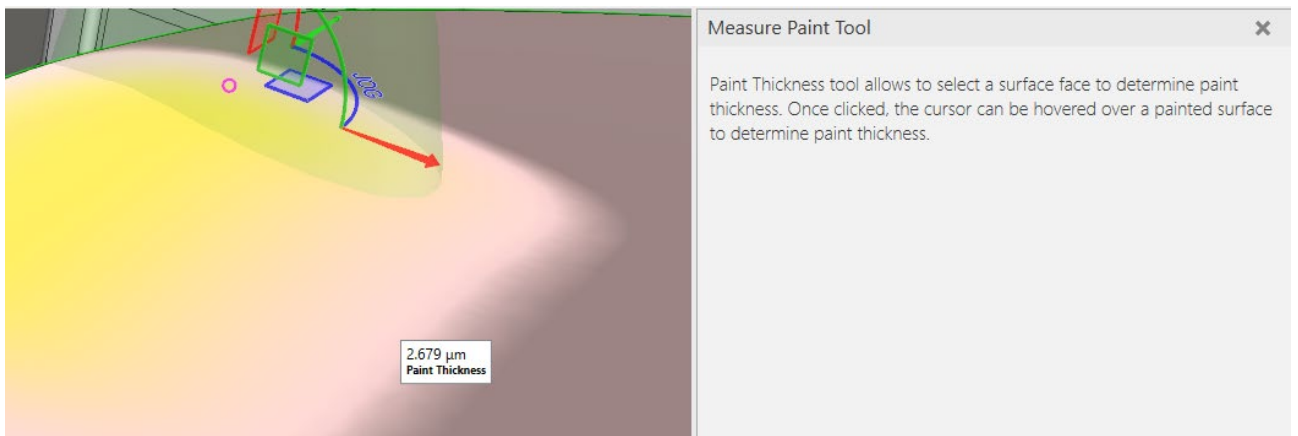 JOG
2.679 µm
Paint Thickness
Measure Paint Tool
Paint Thickness tool allows to select a surface face to determine paint
thickness. Once clicked, the cursor can be hovered over a painted surface
to determine paint thickness.